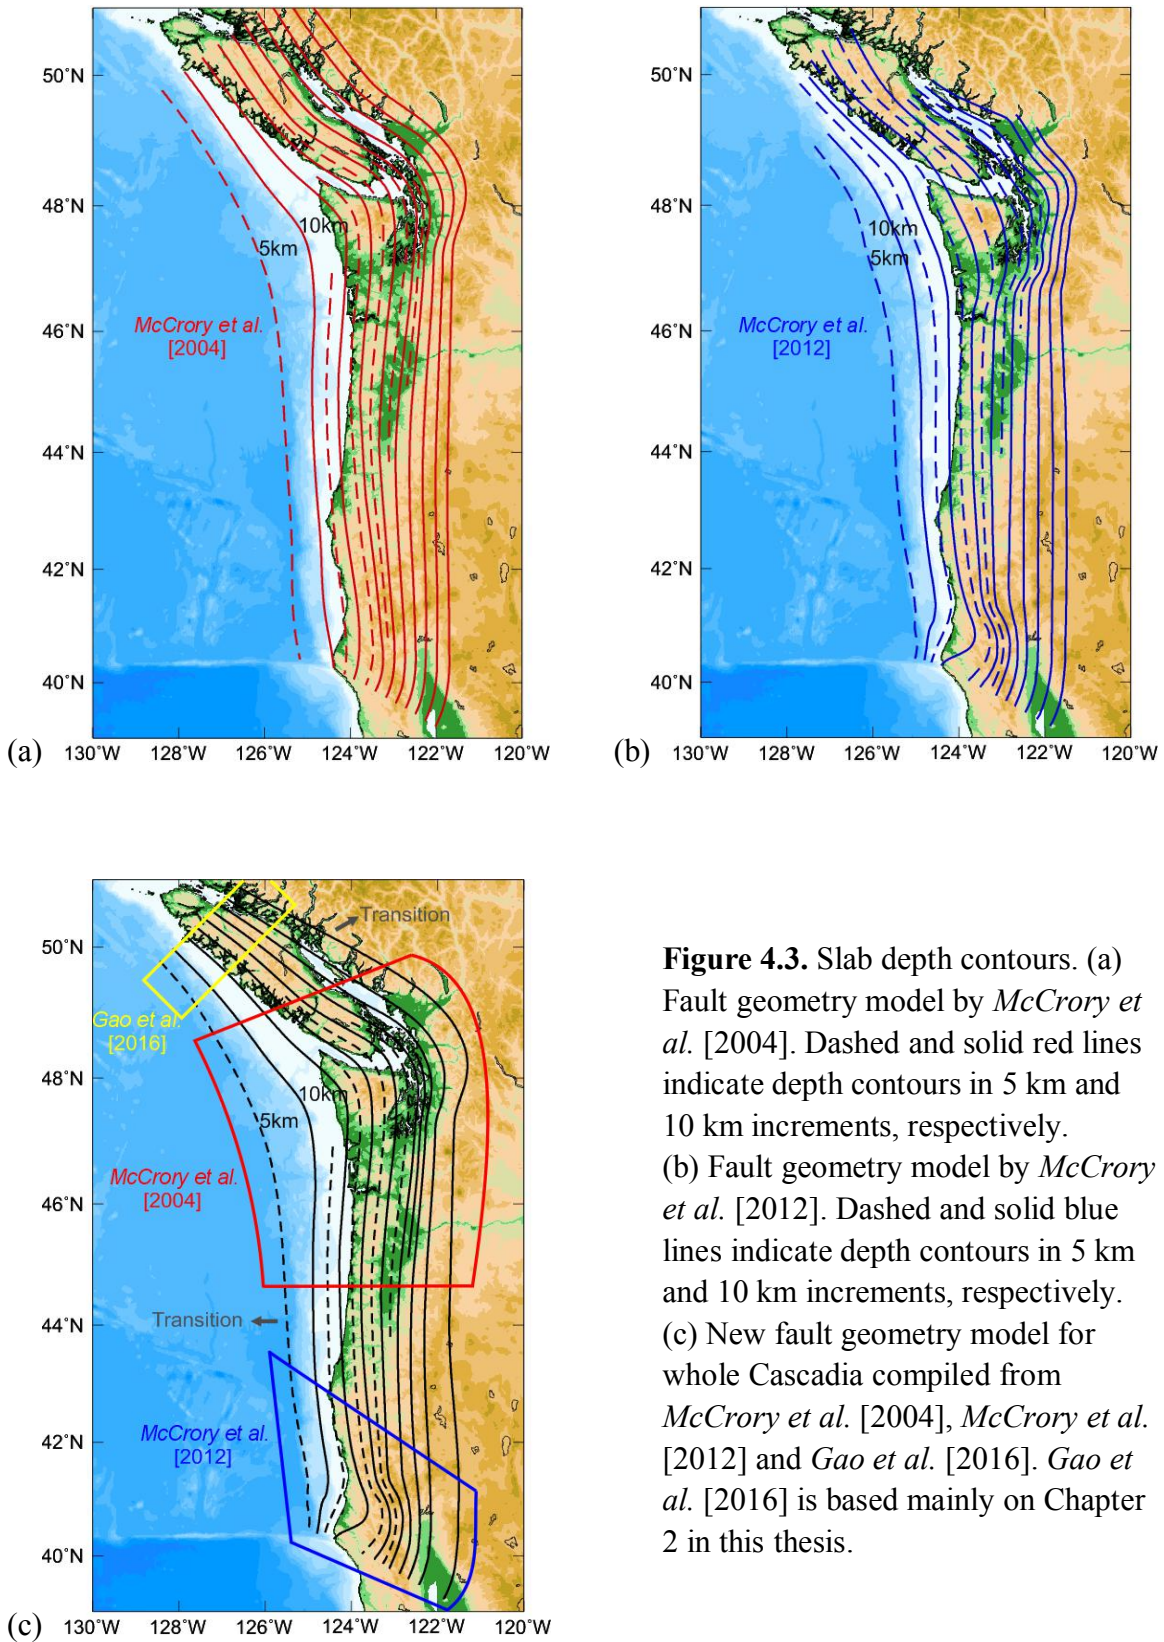 50˚N
48˚N
46˚N
44˚N
42˚N
40˚N
10km
5km
McCrory et al.
[2004]
(a)
130˚W 128˚W 126˚W 124˚W 122˚W 120˚W
50˚N
48˚N
46˚N
44˚N
42˚N
40˚N
10km
5km
McCrory et al.
[2012]
(b)
130˚W 128˚W 126˚W 124˚W 122˚W 120˚W
50˚N
48˚N
46˚N
44˚N
42˚N
40˚N
Transition
Gao et al.
[2016]
10km
5km
McCrory et al.
[2004]
Transition
McCrory et al.
[2012]
(c)
130˚W 128˚W 126˚W 124˚W 122˚W 120˚W
Figure 4.3. Slab depth contours. (a)
Fault geometry model by McCrory et
al. [2004]. Dashed and solid red lines
indicate depth contours in 5 km and
10 km increments, respectively.
(b) Fault geometry model by McCrory
et al. [2012]. Dashed and solid blue
lines indicate depth contours in 5 km
and 10 km increments, respectively.
(c) New fault geometry model for
whole Cascadia compiled from
McCrory et al. [2004], McCrory et al.
[2012] and Gao et al. [2016]. Gao et
al. [2016] is based mainly on Chapter
2 in this thesis.